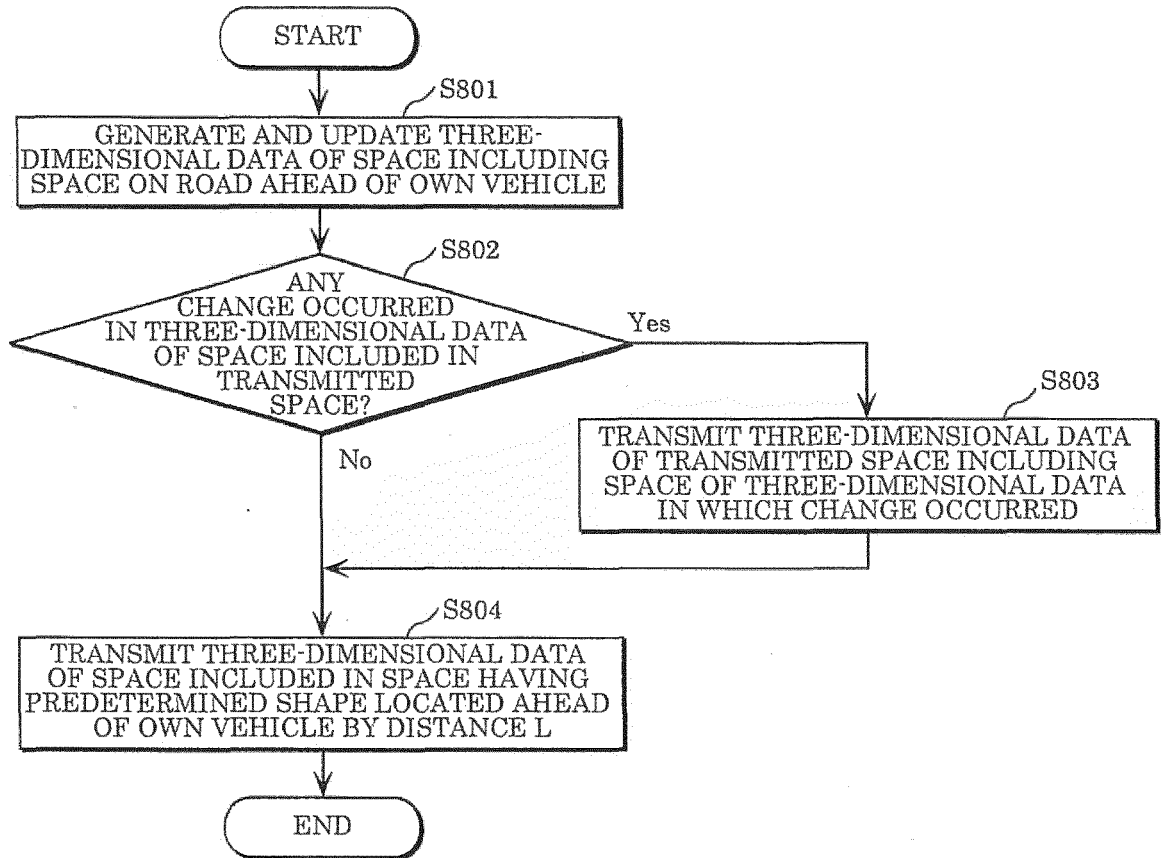 START
S801
GENERATE AND UPDATE THREE-
DIMENSIONAL DATA OF SPACE INCLUDING
SPACE ON ROAD AHEAD OF OWN VEHICLE
S802
ANY
CHANGE OCCURRED
IN THREE-DIMENSIONAL DATA
OF SPACE INCLUDED IN
TRANSMITTED
SPACE?
Yes
No
S803
TRANSMIT THREE-DIMENSIONAL DATA
OF TRANSMITTED SPACE INCLUDING
SPACE OF THREE-DIMENSIONAL DATA
IN WHICH CHANGE OCCURRED
S804
TRANSMIT THREE-DIMENSIONAL DATA
OF SPACE INCLUDED IN SPACE HAVING
PREDETERMINED SHAPE LOCATED AHEAD
OF OWN VEHICLE BY DISTANCE L
END